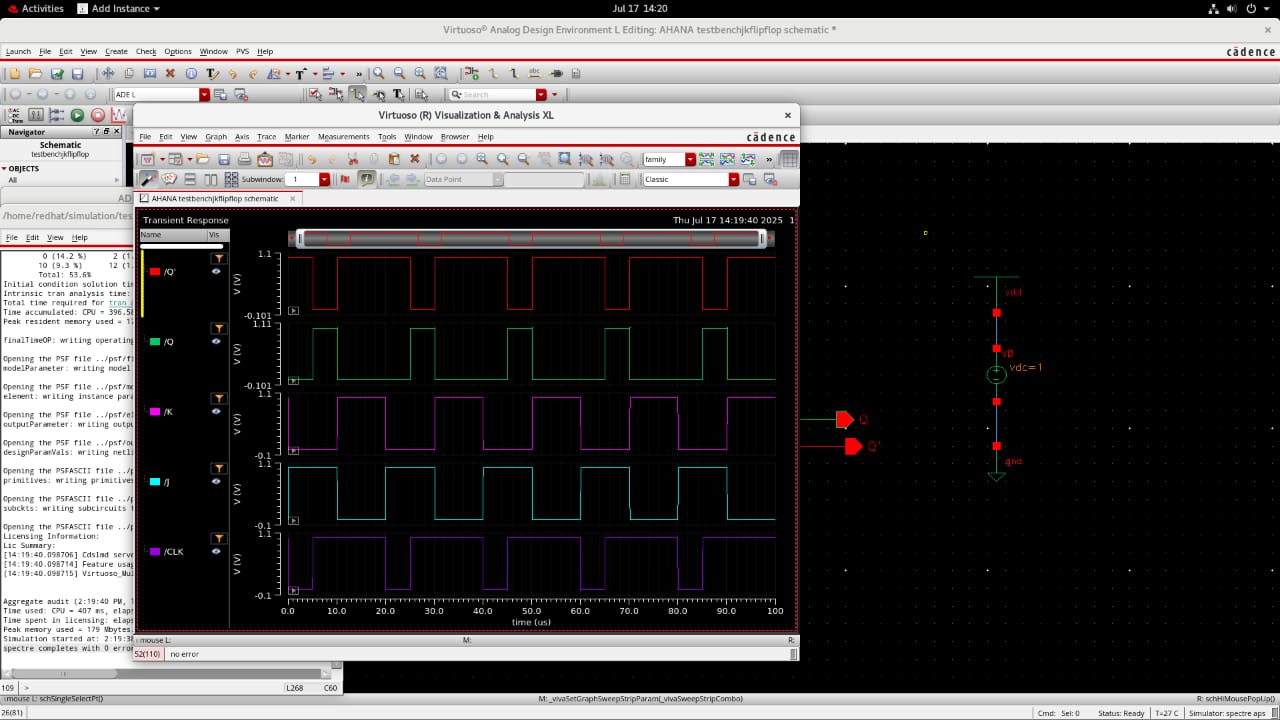 Activities
Add Instance
Jul 17 14:20
Virtuoso® Analog Design Environment L Editing: AHANA testbenchjkflipflop schematic *
Launch File Edit View Create Check Options Window PVS Help
cādence
ADE L
Search
Navigator
Schematic
testbenchjkflipflop
OBJECTS
All
AD
/home/redhat/simulation/tes
File Edit View Help
0 (14.2 %) 2 (1
10 (9.3 %) 12 (1
Total: 53.6%
Initial condition solution tim
Intrinsic tran analysis time:
Total time required for tran
Time accumulated: CPU = 396.58
Peak resident memory used = 17
finalTimeOP: writing operatin
Opening the PSF file ../psf/fi
modelParameter: writing model
Opening the PSF file ../psf/mo
element: writing instance para
Opening the PSF file ../psf/el
outputParameter: writing outpu
Opening the PSF file ../psf/ou
designParamVals: writing netli
Opening the PSFASCII file ../p
primitives: writing primitives
Opening the PSFASCII file ../p
subckts: writing subcircuits t
Opening the PSFASCII file ../p
Licensing Information:
Lic Summary:
[14:19:40.098706] Cdslmd serve
[14:19:40.098714] Feature usag
[14:19:40.098715] Virtuoso_Mul
Aggregate audit (2:19:40 PM, T
Time used: CPU = 407 ms, elaps
Time spent in licensing: elaps
Peak memory used = 179 Mbytes.
Simulation started at: 2:19:38
spectre completes with 0 error
109 >
L268 C60
Virtuoso (R) Visualization & Analysis XL
File Edit View Graph Axis Trace Marker Measurements Tools Window Browser Help
cādence
family
Subwindow: 1
Data Point
Classic
AHANA testbenchjkflipflop schematic
Transient Response
Thu Jul 17 14:19:40 2025 1
Name Vis
/Q'
1.1
V (V)
-0.101
/Q
1.11
V (V)
-0.101
/K
1.1
V (V)
-0.1
/J
1.1
V (V)
-0.1
/CLK
1.1
V (V)
-0.1
0.0 10.0 20.0 30.0 40.0 50.0 60.0 70.0 80.0 90.0 100
time (us)
mouse L: M: R:
52(110) no error
vdd
V0
vdc=1
gnd
Q
Q'
mouse L: schSingleSelectPt() M: _vivaSetGraphSweepStripParam(_vivaSweepStripCombo) R: schHiMousePopUp()
26(81) Cmd: Sel: 0 Status: Ready T=27 C Simulator: spectre aps